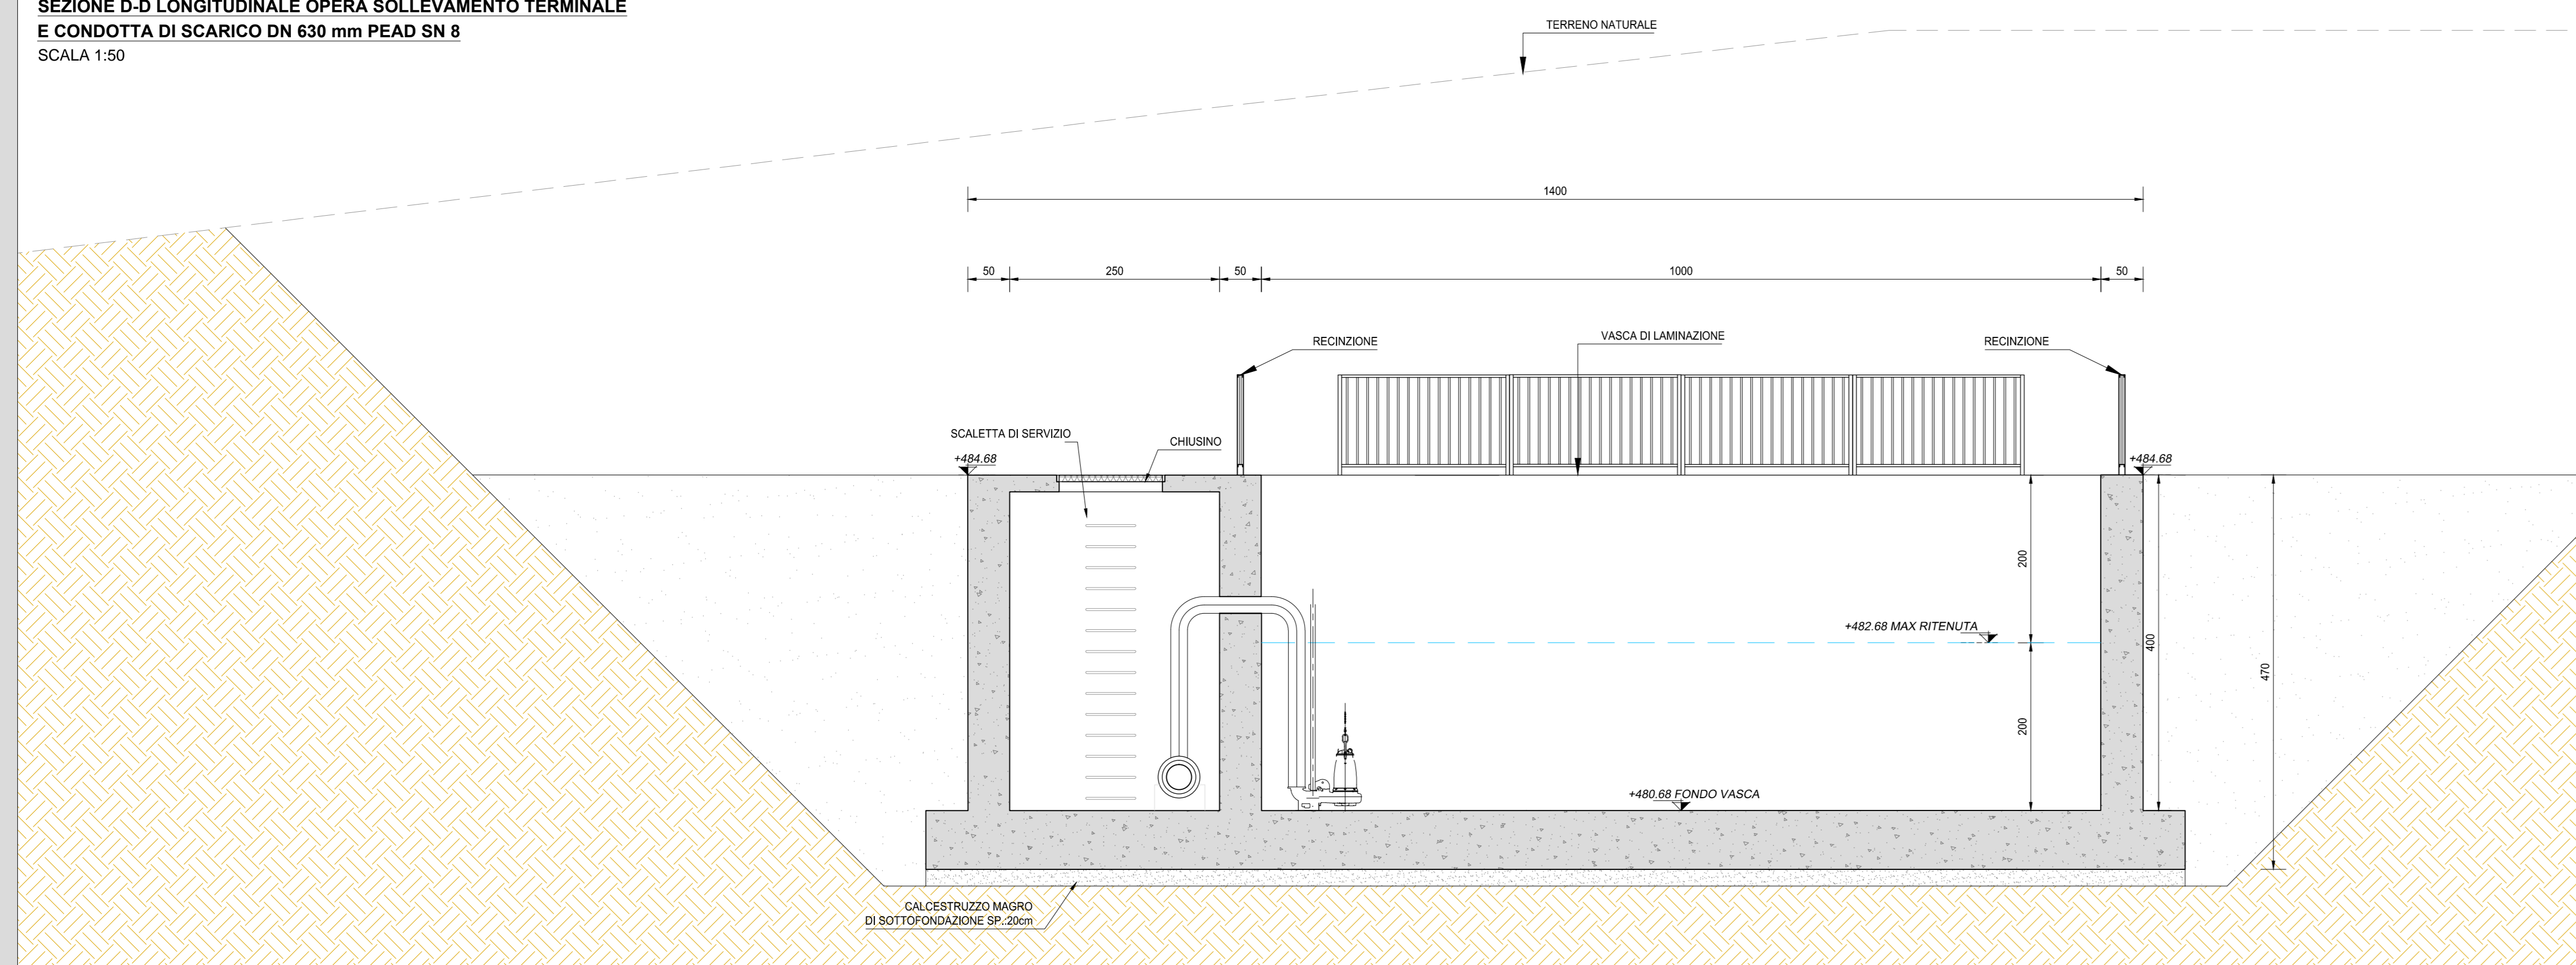 SEZIONE D-D LONGITUDINALE OPERA SOLLEVAMENTO TERMINALE
E CONDOTTA DI SCARICO DN 630 mm PEAD SN 8
SCALA 1:50
TERRENO NATURALE
1400
50
250
50
1000
50
RECINZIONE
VASCA DI LAMINAZIONE
RECINZIONE
SCALETTA DI SERVIZIO
CHIUSINO
+484.68
+484.68
200
+482.68 MAX RITENUTA
400
470
200
+480.68 FONDO VASCA
CALCESTRUZZO MAGRO
DI SOTTOFONDAZIONE SP.:20cm